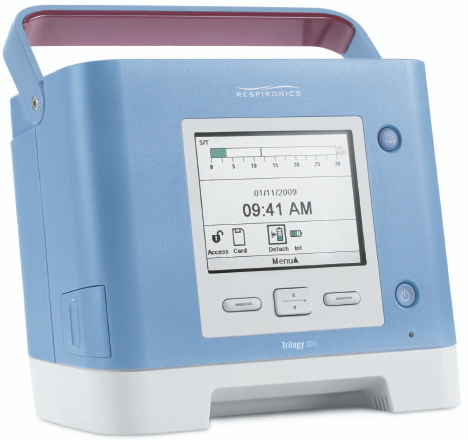 RESPIRONICS
S/T
0 5 10 15 20 25 30
01/11/2009
09:41 AM
Access Card Detach Int
Menu▲
Trilogy 100